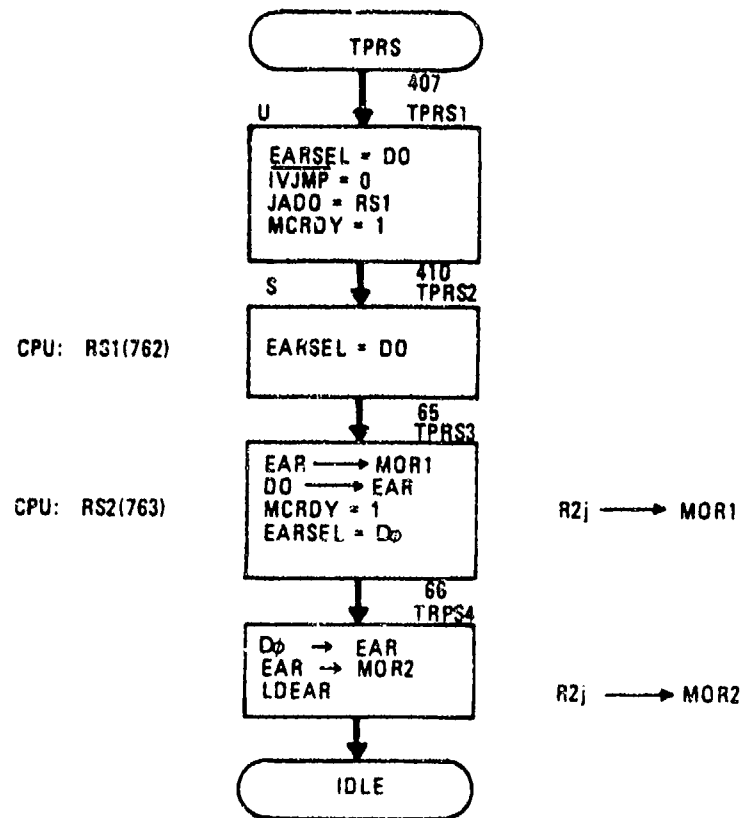 TPRS
407
U TPRS1
EARSEL = DO
IVJMP = 0
JADO = RS1
MCRDY = 1
410
S TPRS2
CPU: RS1(762) EARSEL = DO
65
TPRS3
EAR → MOR1
DO → EAR
CPU: RS2(763) MCRDY = 1 R2j → MOR1
EARSEL = Dø
66
TRPS4
Dø → EAR
EAR → MOR2
LDEAR R2j → MOR2
IDLE